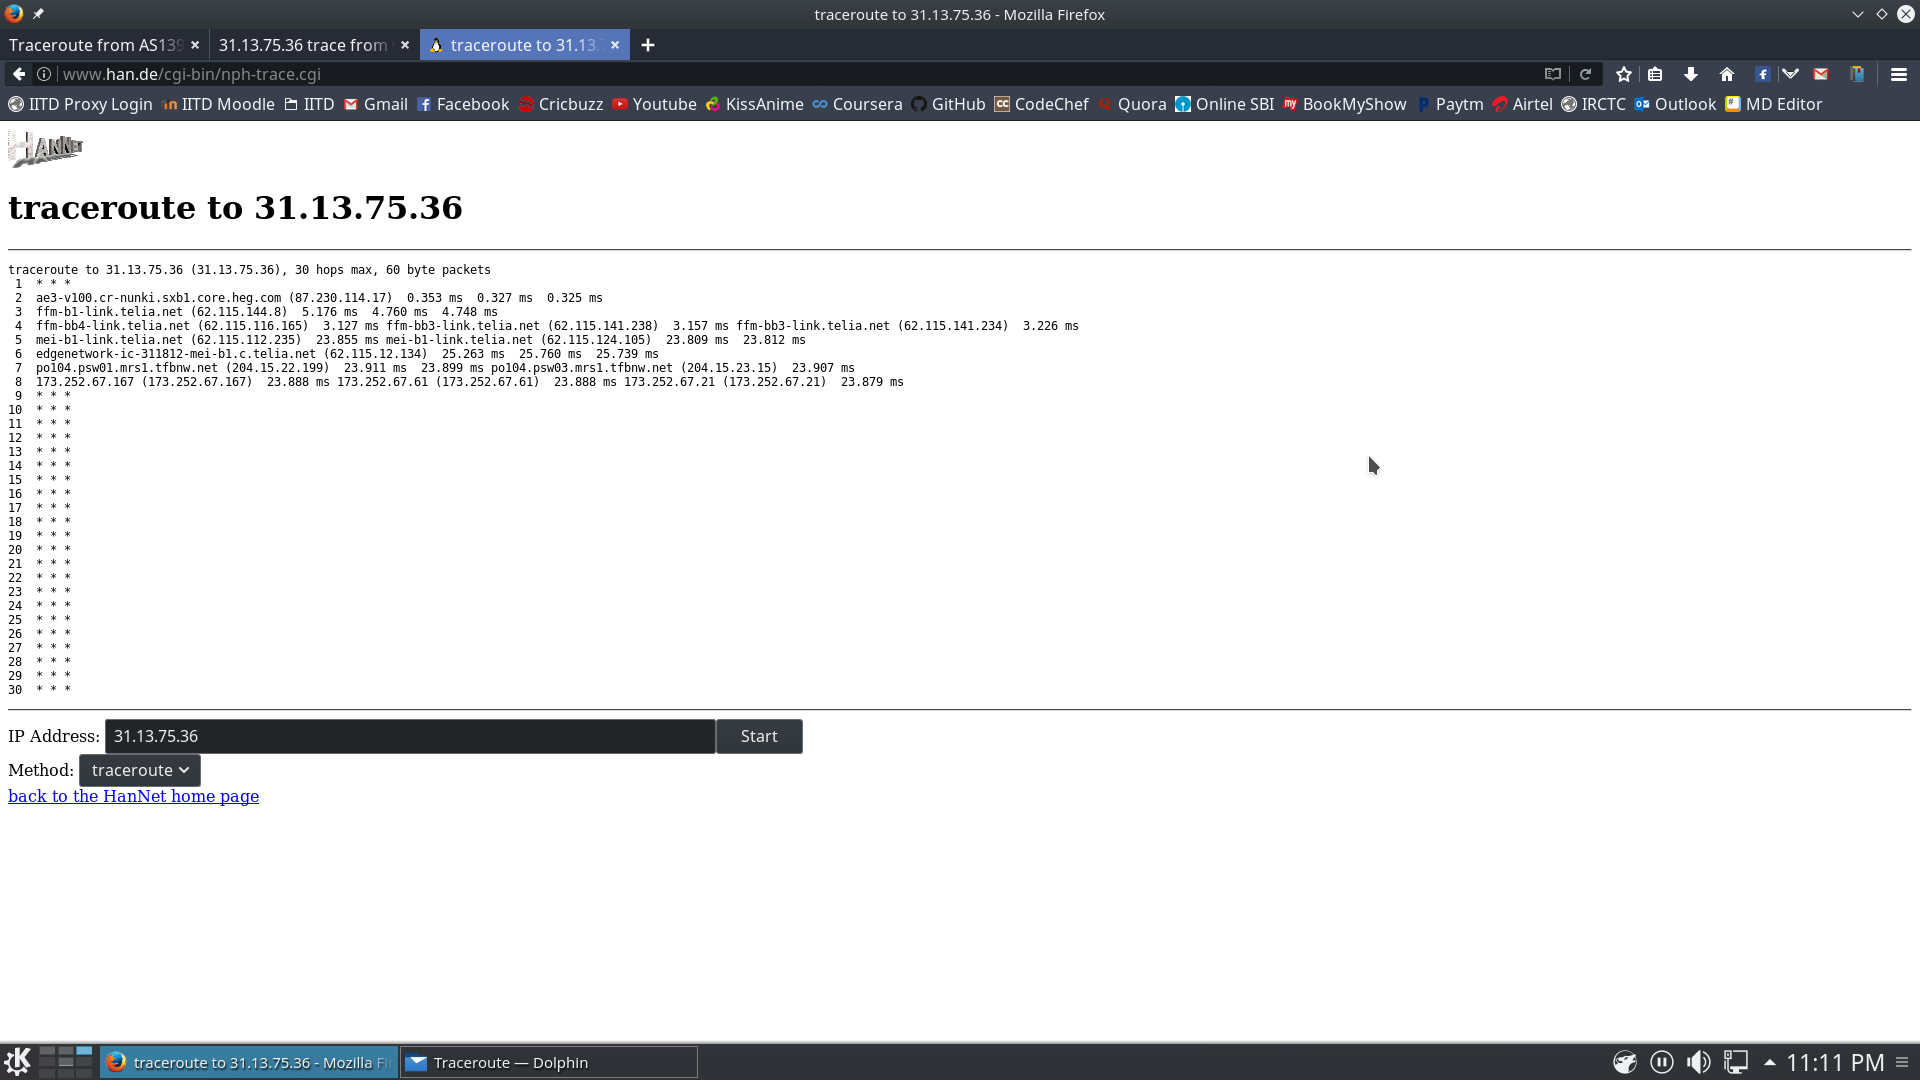 traceroute to 31.13.75.36 - Mozilla Firefox
Traceroute from AS139 31.13.75.36 trace from traceroute to 31.13.
www.han.de/cgi-bin/nph-trace.cgi
IITD Proxy Login IITD Moodle IITD Gmail Facebook Cricbuzz Youtube KissAnime Coursera GitHub CodeChef Quora Online SBI BookMyShow Paytm Airtel IRCTC Outlook MD Editor
HANNET
traceroute to 31.13.75.36
traceroute to 31.13.75.36 (31.13.75.36), 30 hops max, 60 byte packets
1 * * *
2 ae3-v100.cr-nunki.sxb1.core.heg.com (87.230.114.17) 0.353 ms 0.327 ms 0.325 ms
3 ffm-b1-link.telia.net (62.115.144.8) 5.176 ms 4.760 ms 4.748 ms
4 ffm-bb4-link.telia.net (62.115.116.165) 3.127 ms ffm-bb3-link.telia.net (62.115.141.238) 3.157 ms ffm-bb3-link.telia.net (62.115.141.234) 3.226 ms
5 mei-b1-link.telia.net (62.115.112.235) 23.855 ms mei-b1-link.telia.net (62.115.124.105) 23.809 ms 23.812 ms
6 edgenetwork-ic-311812-mei-b1.c.telia.net (62.115.12.134) 25.263 ms 25.760 ms 25.739 ms
7 po104.psw01.mrs1.tfbnw.net (204.15.22.199) 23.911 ms 23.899 ms po104.psw03.mrs1.tfbnw.net (204.15.23.15) 23.907 ms
8 173.252.67.167 (173.252.67.167) 23.888 ms 173.252.67.61 (173.252.67.61) 23.888 ms 173.252.67.21 (173.252.67.21) 23.879 ms
9 * * *
10 * * *
11 * * *
12 * * *
13 * * *
14 * * *
15 * * *
16 * * *
17 * * *
18 * * *
19 * * *
20 * * *
21 * * *
22 * * *
23 * * *
24 * * *
25 * * *
26 * * *
27 * * *
28 * * *
29 * * *
30 * * *
IP Address: 31.13.75.36 Start
Method: traceroute
back to the HanNet home page
traceroute to 31.13.75.36 - Mozilla Fi Traceroute — Dolphin 11:11 PM